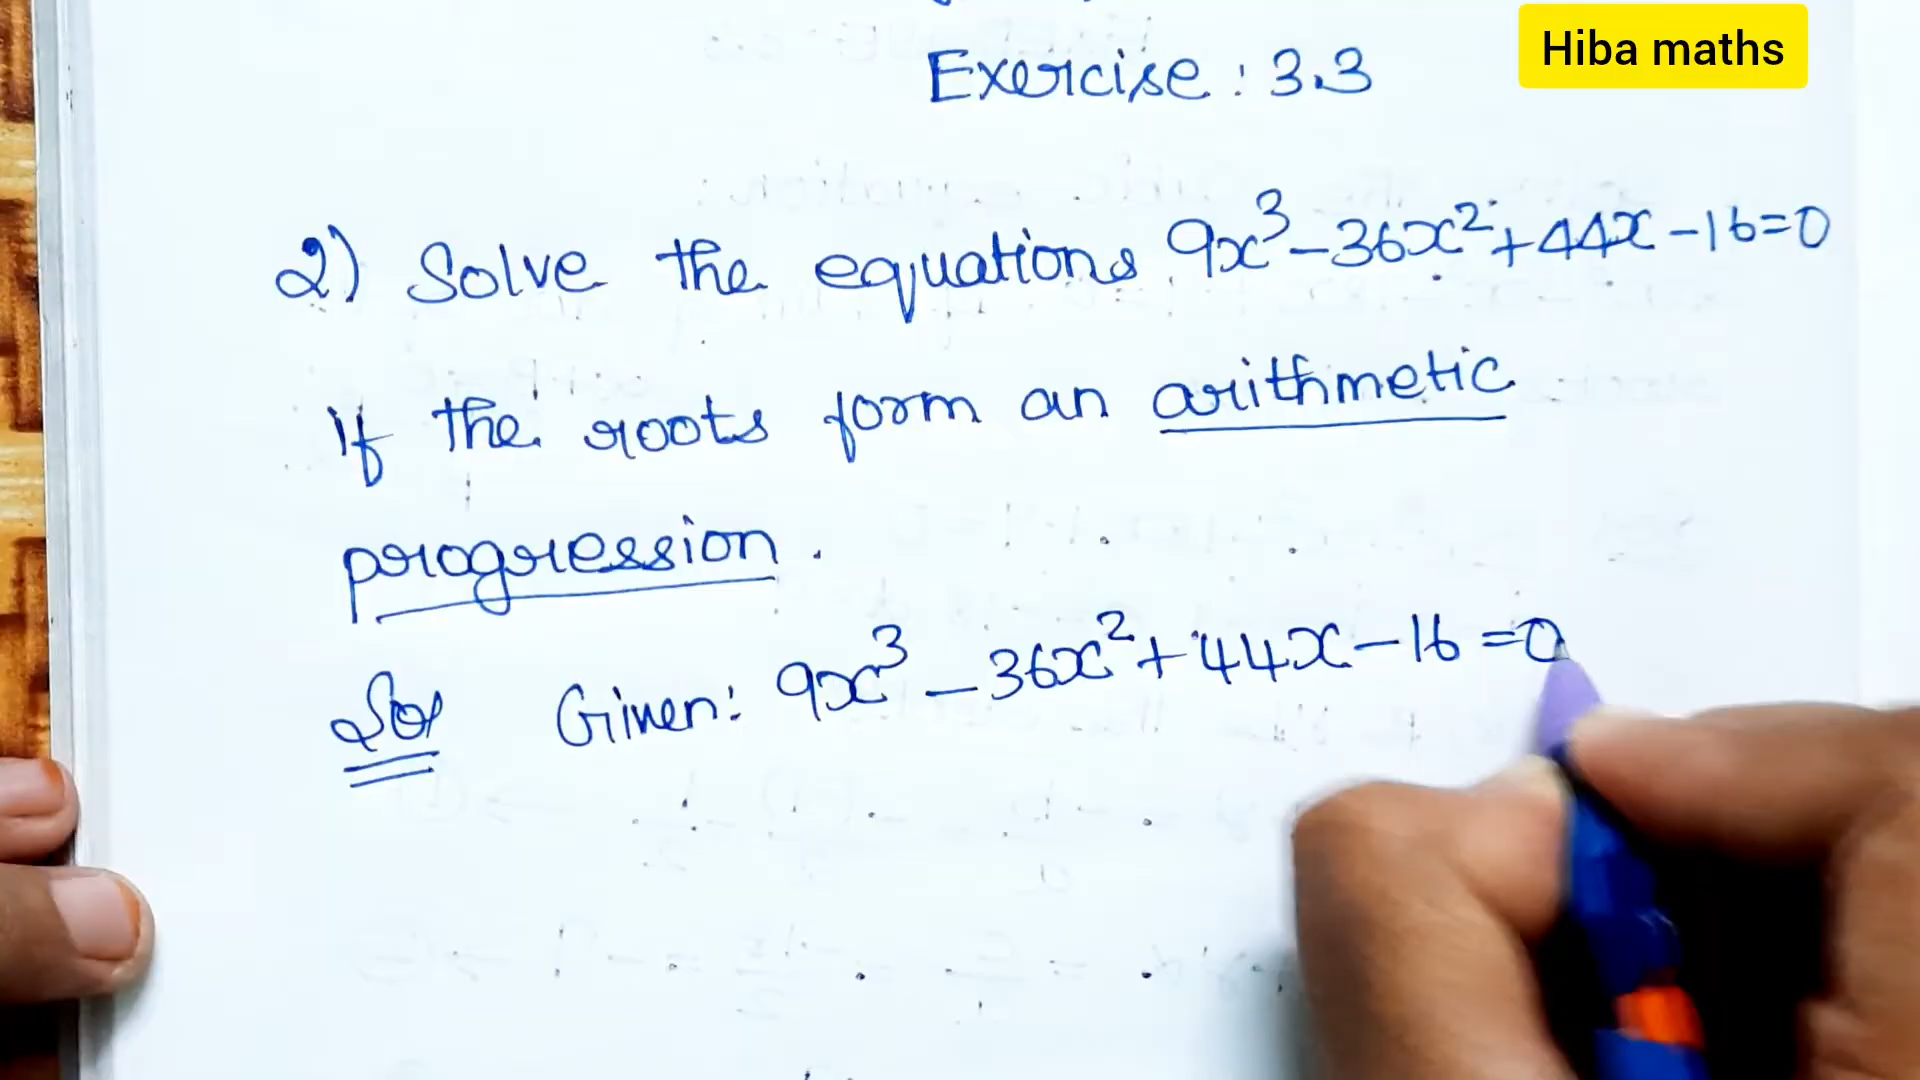 Hiba maths
Exercise : 3.3
2) Solve the equations 9x³-36x²+44x-16=0
If the roots form an arithmetic
progression.
Sol Given: 9x³-36x²+44x-16=0